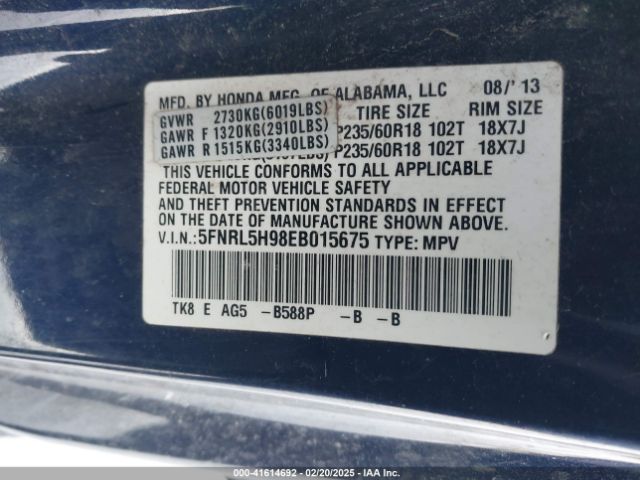 MFD. BY HONDA MFG. OF ALABAMA, LLC 08/'13
GVWR 2730KG(6019LBS) TIRE SIZE RIM SIZE
GAWR F 1320KG(2910LBS) P235/60R18 102T 18X7J
GAWR R 1515KG(3340LBS) P235/60R18 102T 18X7J
THIS VEHICLE CONFORMS TO ALL APPLICABLE
FEDERAL MOTOR VEHICLE SAFETY
AND THEFT PREVENTION STANDARDS IN EFFECT
ON THE DATE OF MANUFACTURE SHOWN ABOVE.
V.I.N.:5FNRL5H98EB015675 TYPE: MPV
TK8 E AG5 -B588P -B -B
000-41614692 - 02/20/2025 - IAA Inc.